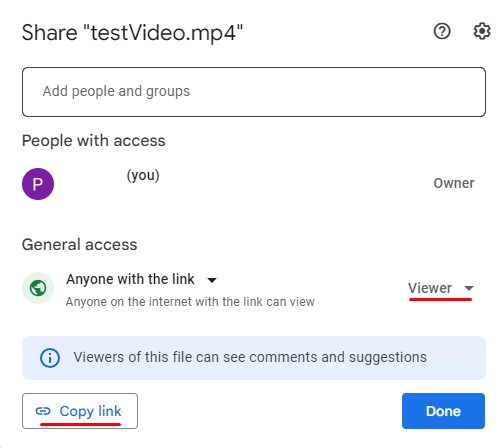 Share "testVideo.mp4"
Add people and groups
People with access
P
(you)
Owner
General access
Anyone with the link
Viewer
Anyone on the internet with the link can view
Viewers of this file can see comments and suggestions
Copy link
Done